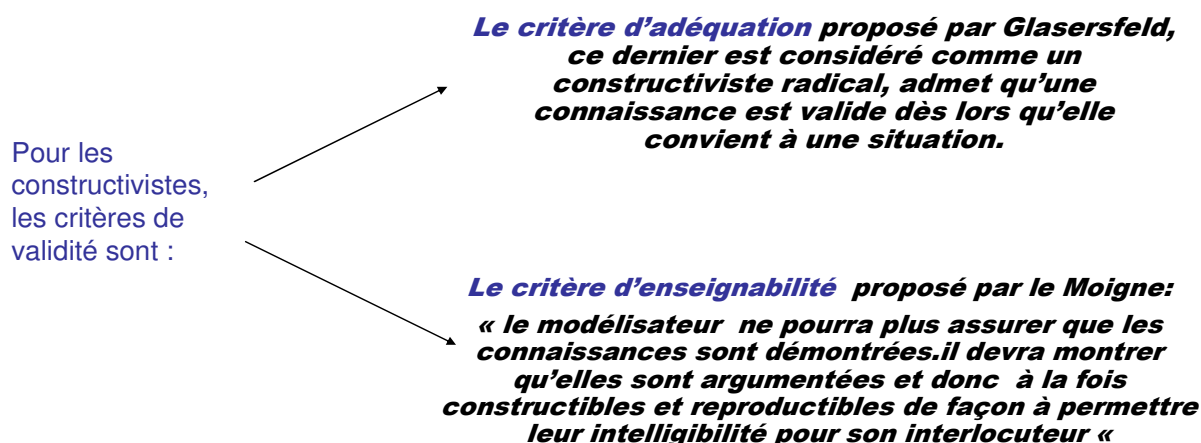 Pour les
constructivistes,
les critères de
validité sont :
Le critère d’adéquation proposé par Glasersfeld,
ce dernier est considéré comme un
constructiviste radical, admet qu’une
connaissance est valide dès lors qu’elle
convient à une situation.
Le critère d’enseignabilité proposé par le Moigne:
« le modélisateur ne pourra plus assurer que les
connaissances sont démontrées.il devra montrer
qu’elles sont argumentées et donc à la fois
constructibles et reproductibles de façon à permettre
leur intelligibilité pour son interlocuteur «